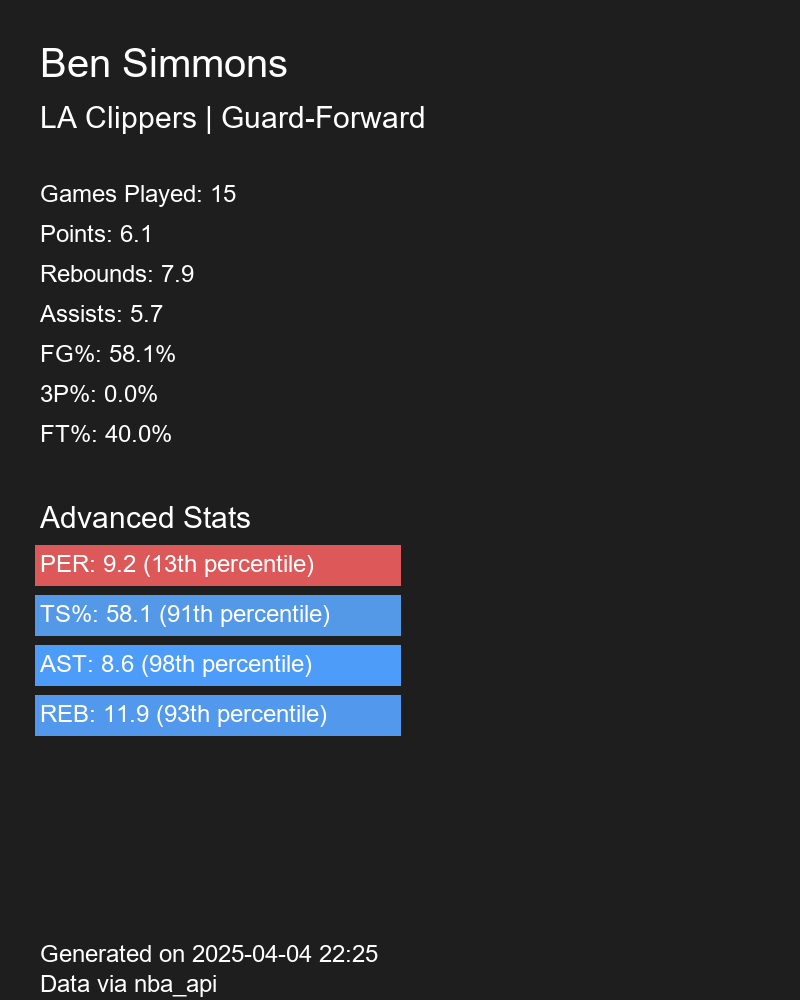 Ben Simmons
LA Clippers | Guard-Forward
Games Played: 15
Points: 6.1
Rebounds: 7.9
Assists: 5.7
FG%: 58.1%
3P%: 0.0%
FT%: 40.0%
Advanced Stats
PER: 9.2 (13th percentile)
TS%: 58.1 (91th percentile)
AST: 8.6 (98th percentile)
REB: 11.9 (93th percentile)
Generated on 2025-04-04 22:25
Data via nba_api